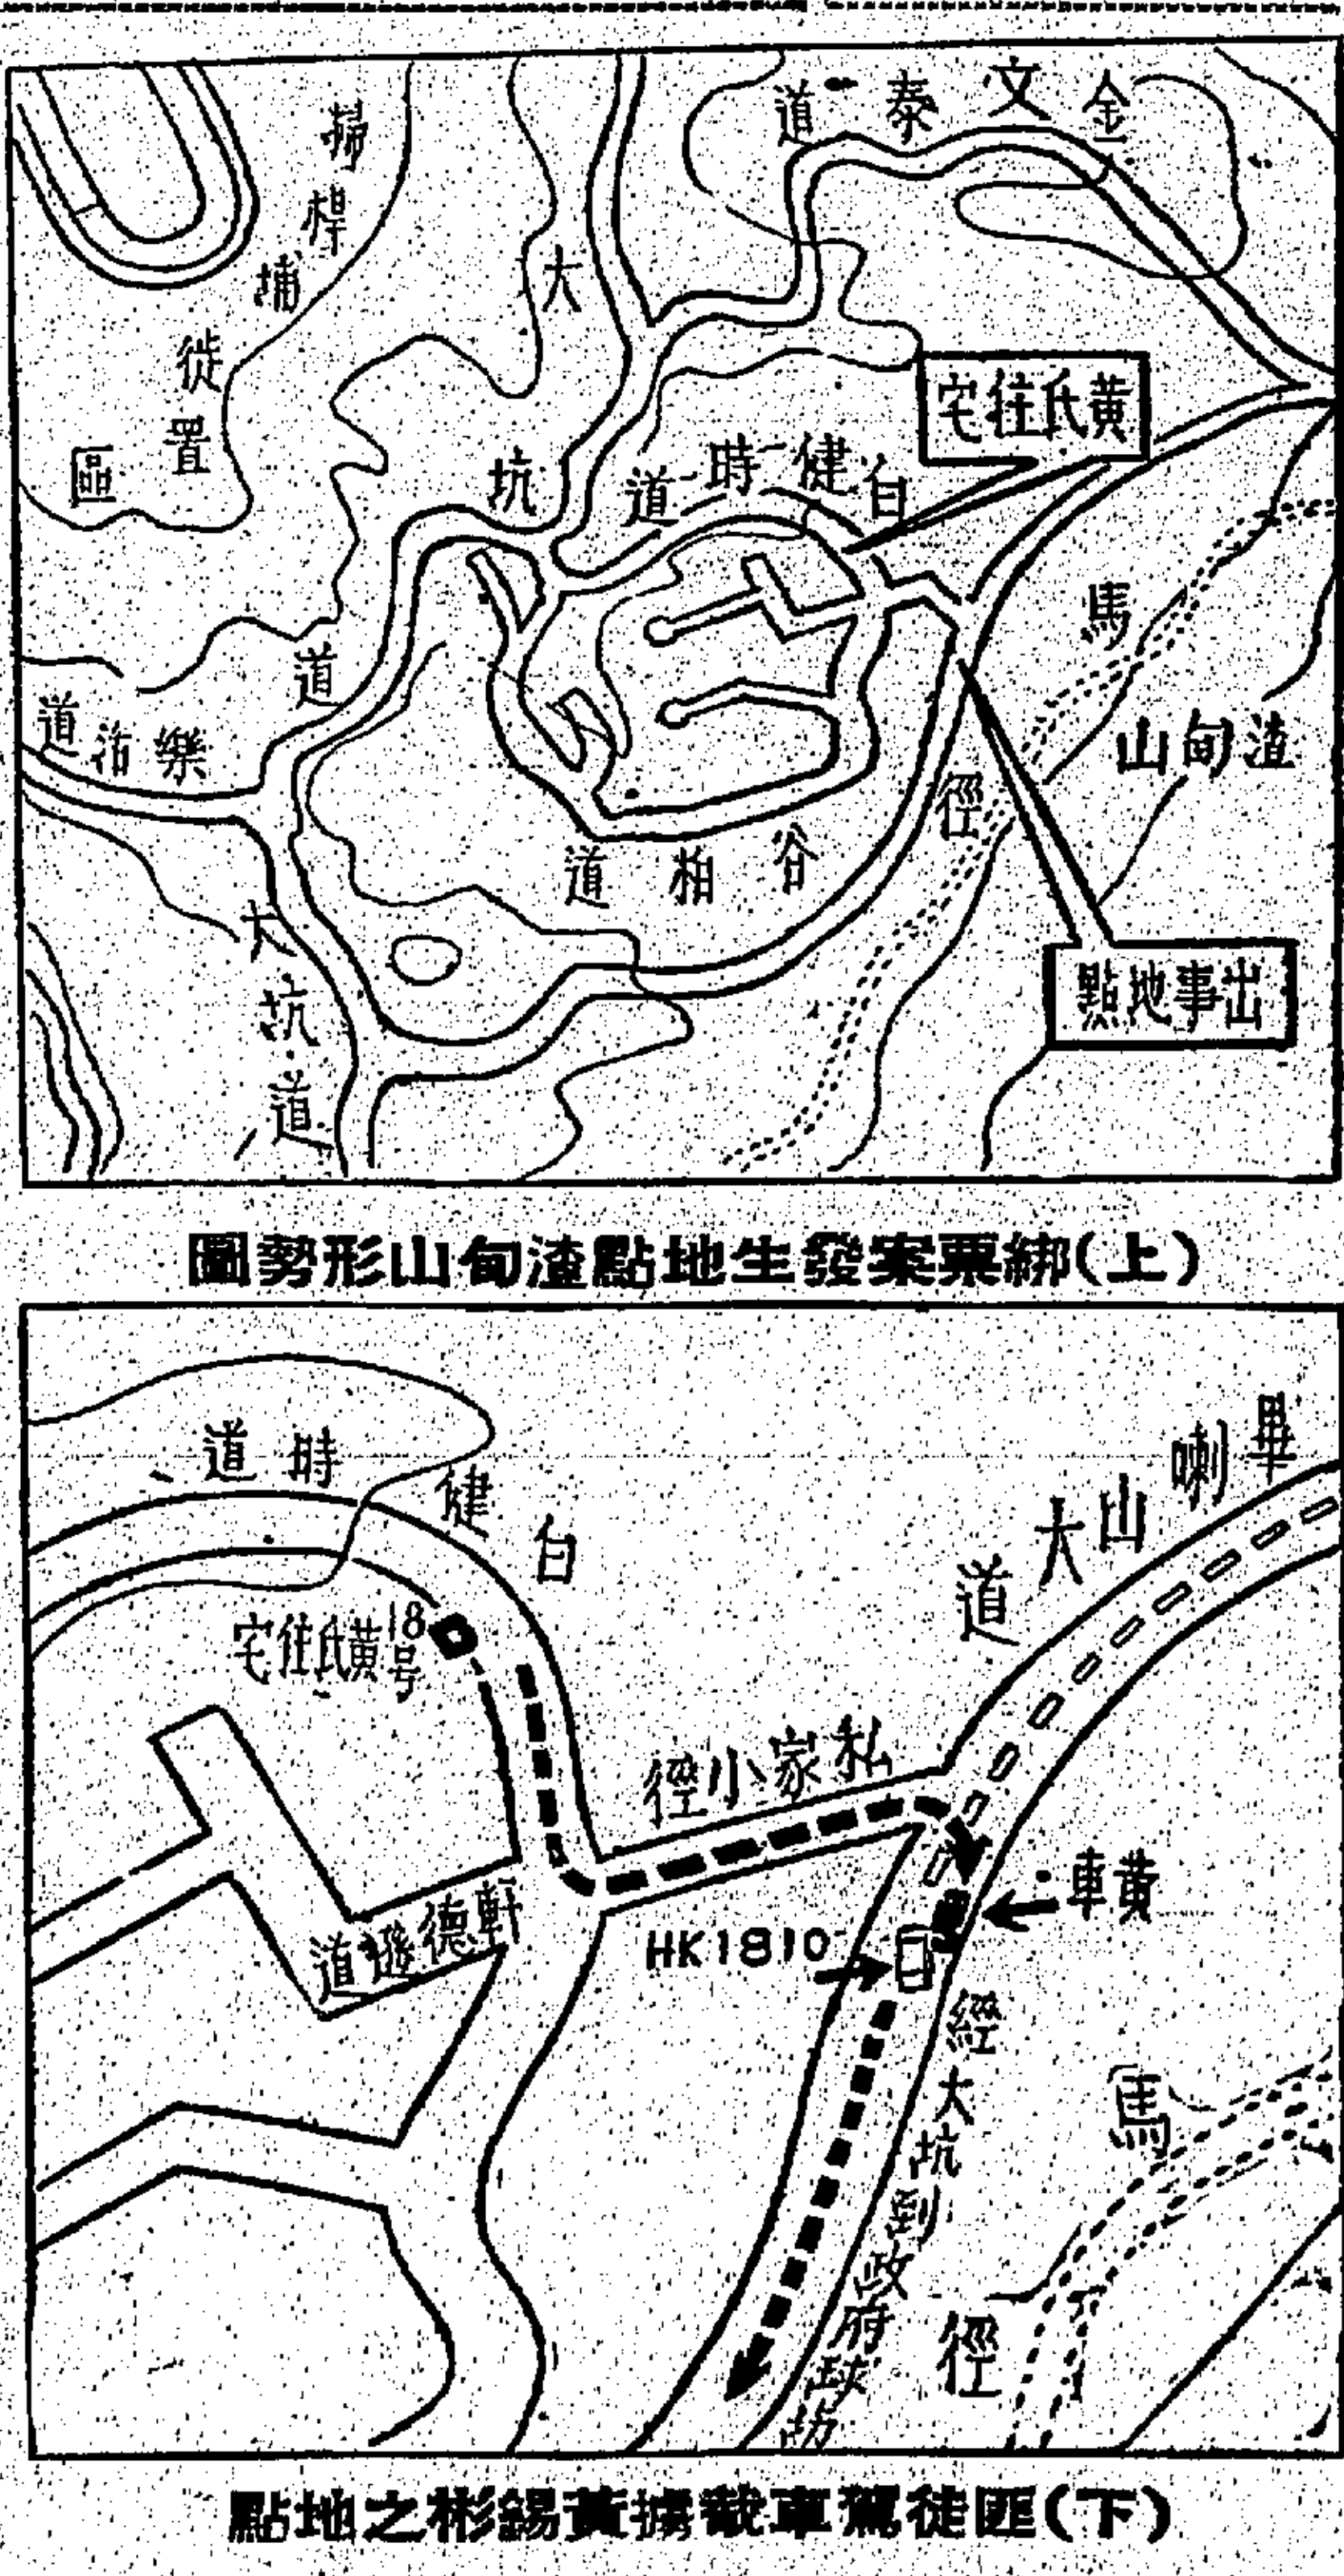 金文泰道
掃桿埔徙置區
大坑道
黃氏住宅
白健時道
馬徑
渣甸山
樂活道
谷柏道
大坑道
出事地點
(上)綁票案發生地點渣甸山形勢圖
畢喇山大道
白健時道
18号黃氏住宅
私家小徑
黃車
軒德蓀道
HK1810
經大坑到政府球場
馬徑
(下)匪徒駕車截擄黃錫彬之地點